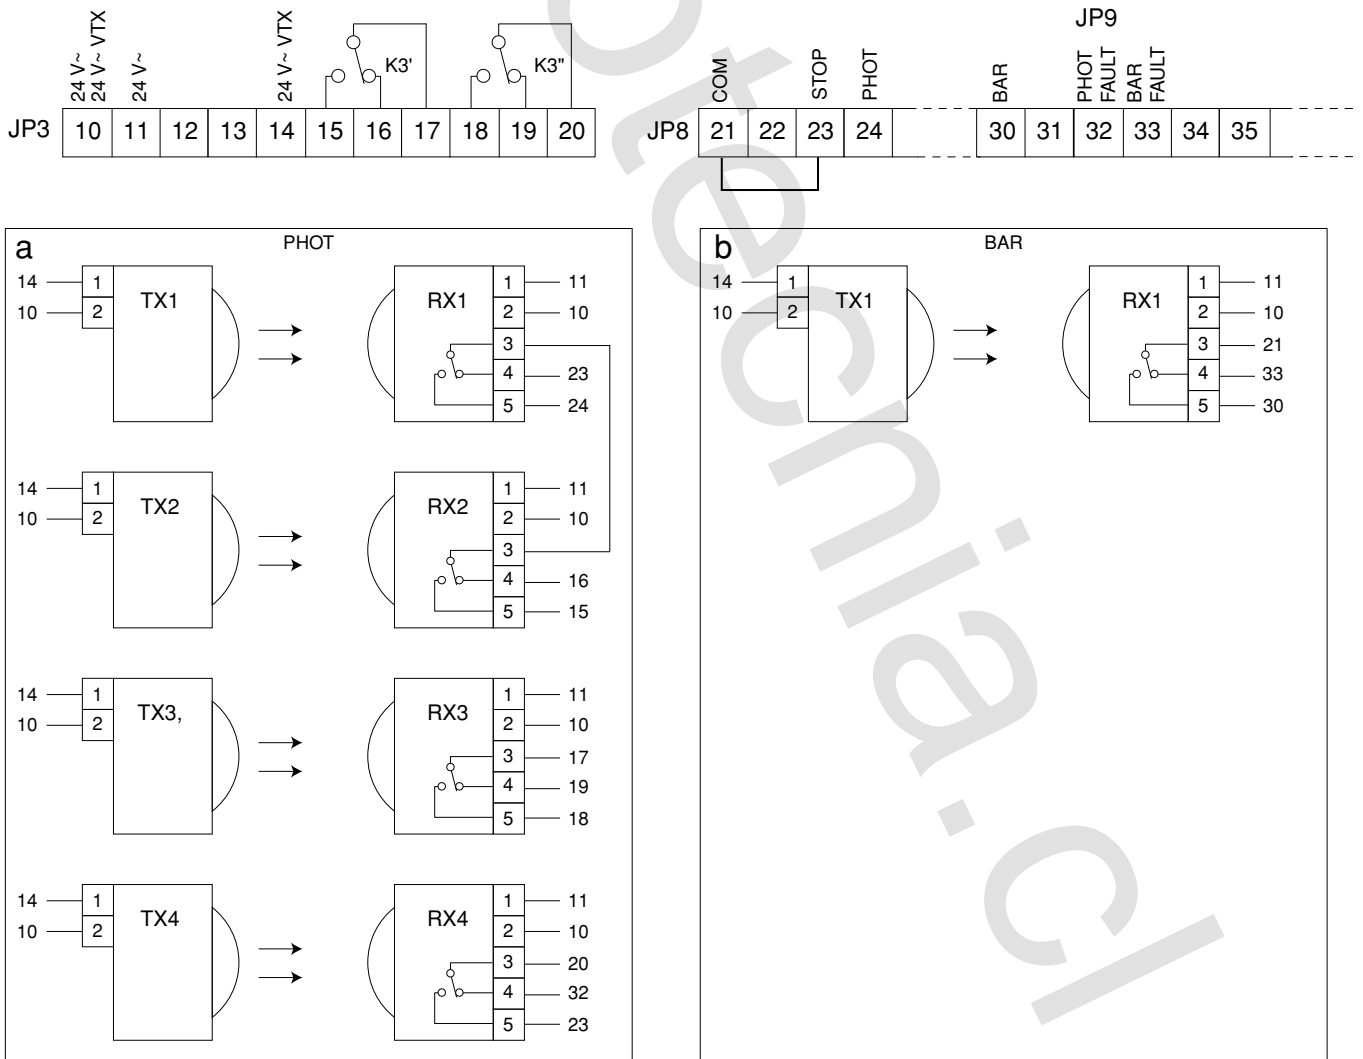 JP9
24 V~
24 V~ VTX
24 V~
24 V~ VTX
K3'
K3"
COM
STOP
PHOT
BAR
PHOT
FAULT
BAR
FAULT
JP3 10 11 12 13 14 15 16 17 18 19 20
JP8 21 22 23 24 30 31 32 33 34 35
a PHOT
14 1 TX1 RX1 1 11
10 2 2 10
3
4 23
5 24
14 1 TX2 RX2 1 11
10 2 2 10
3
4 16
5 15
14 1 TX3, RX3 1 11
10 2 2 10
3 17
4 19
5 18
14 1 TX4 RX4 1 11
10 2 2 10
3 20
4 32
5 23
b BAR
14 1 TX1 RX1 1 11
10 2 2 10
3 21
4 33
5 30
otecnia.cl